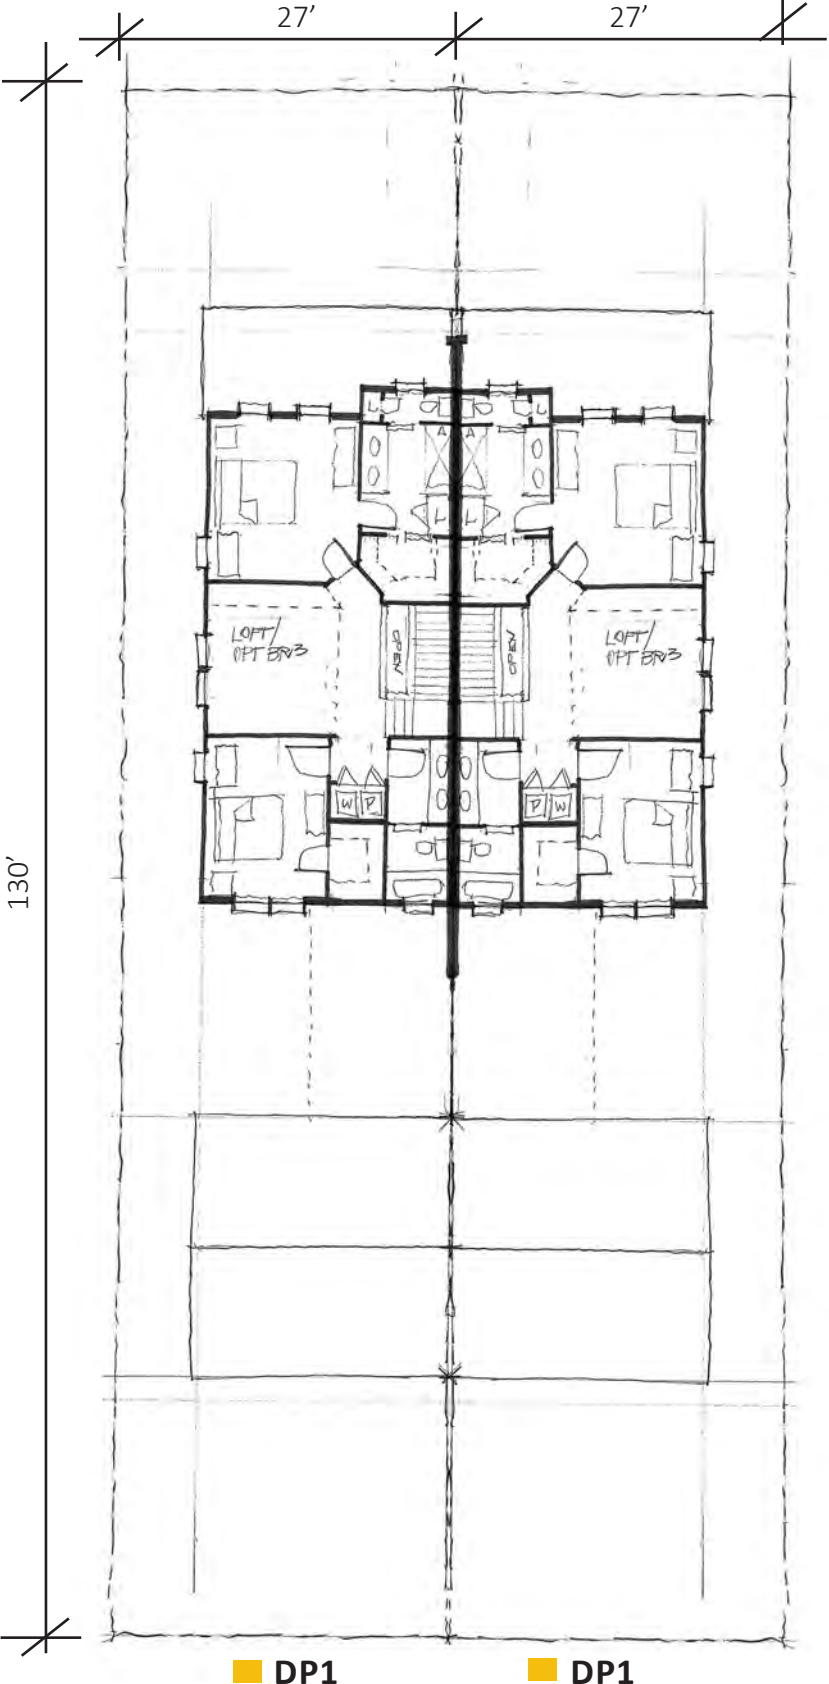 27’
27’
130’
A
A
L
L
L
L
LOFT/
OPT BR3
OPEN
OPEN
LOFT/
OPT BR3
W
D
D
W
DP1
DP1